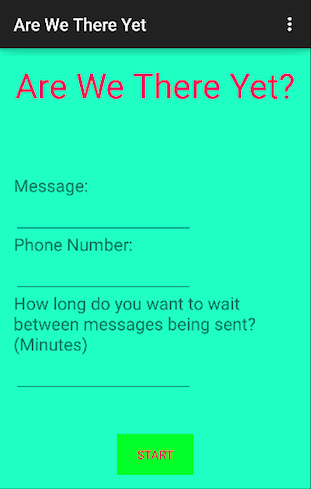 Are We There Yet
Are We There Yet?
Message:
Phone Number:
How long do you want to wait
between messages being sent?
(Minutes)
START